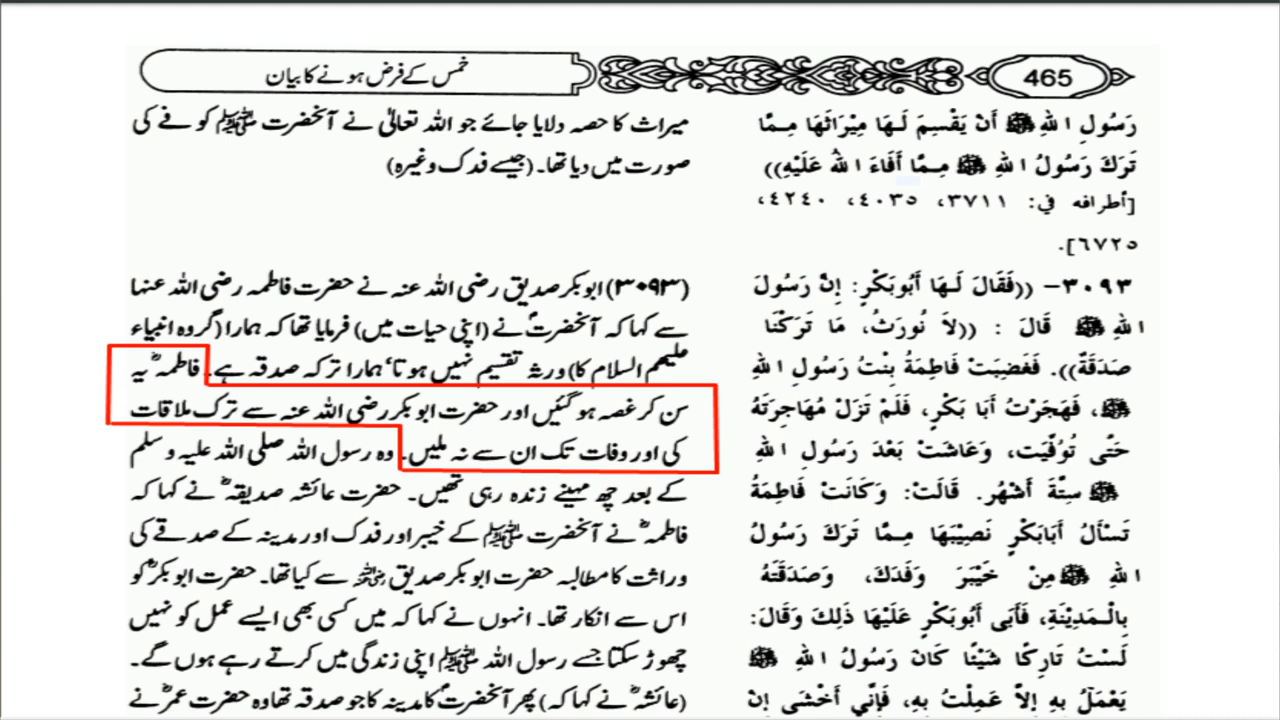 465
خمس کے فرض ہونے کا بیان
رَسُولِ اللهِ ﷺ أَنْ يَقْسِمَ لَهَا مِيْرَاثَهَا مِمَّا
تَرَكَ رَسُولُ اللهِ ﷺ مِمَّا أَفَاءَ اللهُ عَلَيْهِ))
[أطرافه في: ٣٧١١، ٤٠٣٥، ٤٢٤٠،
٦٧٢٥].
٣٠٩٣- ((فَقَالَ لَهَا أَبُوبَكْرٍ: إِنَّ رَسُولَ
اللهِ ﷺ قَالَ : ((لاَ نُورَثُ، مَا تَرَكْنَا
صَدَقَةٌ)). فَغَضِبَتْ فَاطِمَةُ بِنْتُ رَسُولِ اللهِ
ﷺ، فَهَجَرَتْ أَبَا بَكْرٍ، فَلَمْ تَزَلْ مُهَاجِرَتَهُ
حَتَّى تُوُفِّيَتْ، وَعَاشَتْ بَعْدَ رَسُولِ اللهِ
ﷺ سِتَّةَ أَشْهُرٍ. قَالَتْ: وَكَانَتْ فَاطِمَةُ
تَسْأَلُ أَبَابَكْرٍ نَصِيْبَهَا مِمَّا تَرَكَ رَسُولُ
اللهِ ﷺ مِنْ خَيْبَرَ وَفَدَكَ، وَصَدَقَتَهُ
بِالْمَدِيْنَةِ، فَأَبَى أَبُوبَكْرٍ عَلَيْهَا ذَلِكَ وَقَالَ:
لَسْتُ تَارِكًا شَيْئًا كَانَ رَسُولُ اللهِ ﷺ
يَعْمَلُ بِهِ إِلاَّ عَمِلْتُ بِهِ، فَإِنِّي أَخْشَى إِنْ
میراث کا حصہ دلایا جائے جو اللہ تعالیٰ نے آنحضرت ﷺ کو فے کی
صورت میں دیا تھا۔ (جیسے فدک وغیرہ)
(۳۰۹۳) ابوبکر صدیق رضی اللہ عنہ نے حضرت فاطمہ رضی اللہ عنہا
سے کہا کہ آنحضرتؐ نے (اپنی حیات میں) فرمایا تھا کہ ہمارا (گروہ انبیاء
علیہم السلام کا) ورثہ تقسیم نہیں ہوتا' ہمارا ترکہ صدقہ ہے۔ فاطمہؓ یہ
سن کر غصہ ہو گئیں اور حضرت ابوبکر رضی اللہ عنہ سے ترک ملاقات
کی اور وفات تک ان سے نہ ملیں۔ وہ رسول اللہ صلی اللہ علیہ و سلم
کے بعد چھ مہینے زندہ رہی تھیں۔ حضرت عائشہ صدیقہؓ نے کہا کہ
فاطمہؓ نے آنحضرت ﷺ کے خیبر اور فدک اور مدینہ کے صدقے کی
وراثت کا مطالبہ حضرت ابوبکر صدیق رضی اللہ عنہ سے کیا تھا۔ حضرت ابوبکرؓ کو
اس سے انکار تھا۔ انہوں نے کہا کہ میں کسی بھی ایسے عمل کو نہیں
چھوڑ سکتا جسے رسول اللہ ﷺ اپنی زندگی میں کرتے رہے ہوں گے۔
(عائشہؓ نے کہا کہ) پھر آنحضرتؐ کا مدینہ کا جو صدقہ تھا وہ حضرت عمرؓ نے